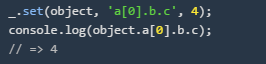 _.set(object, 'a[0].b.c', 4);
console.log(object.a[0].b.c);
// => 4